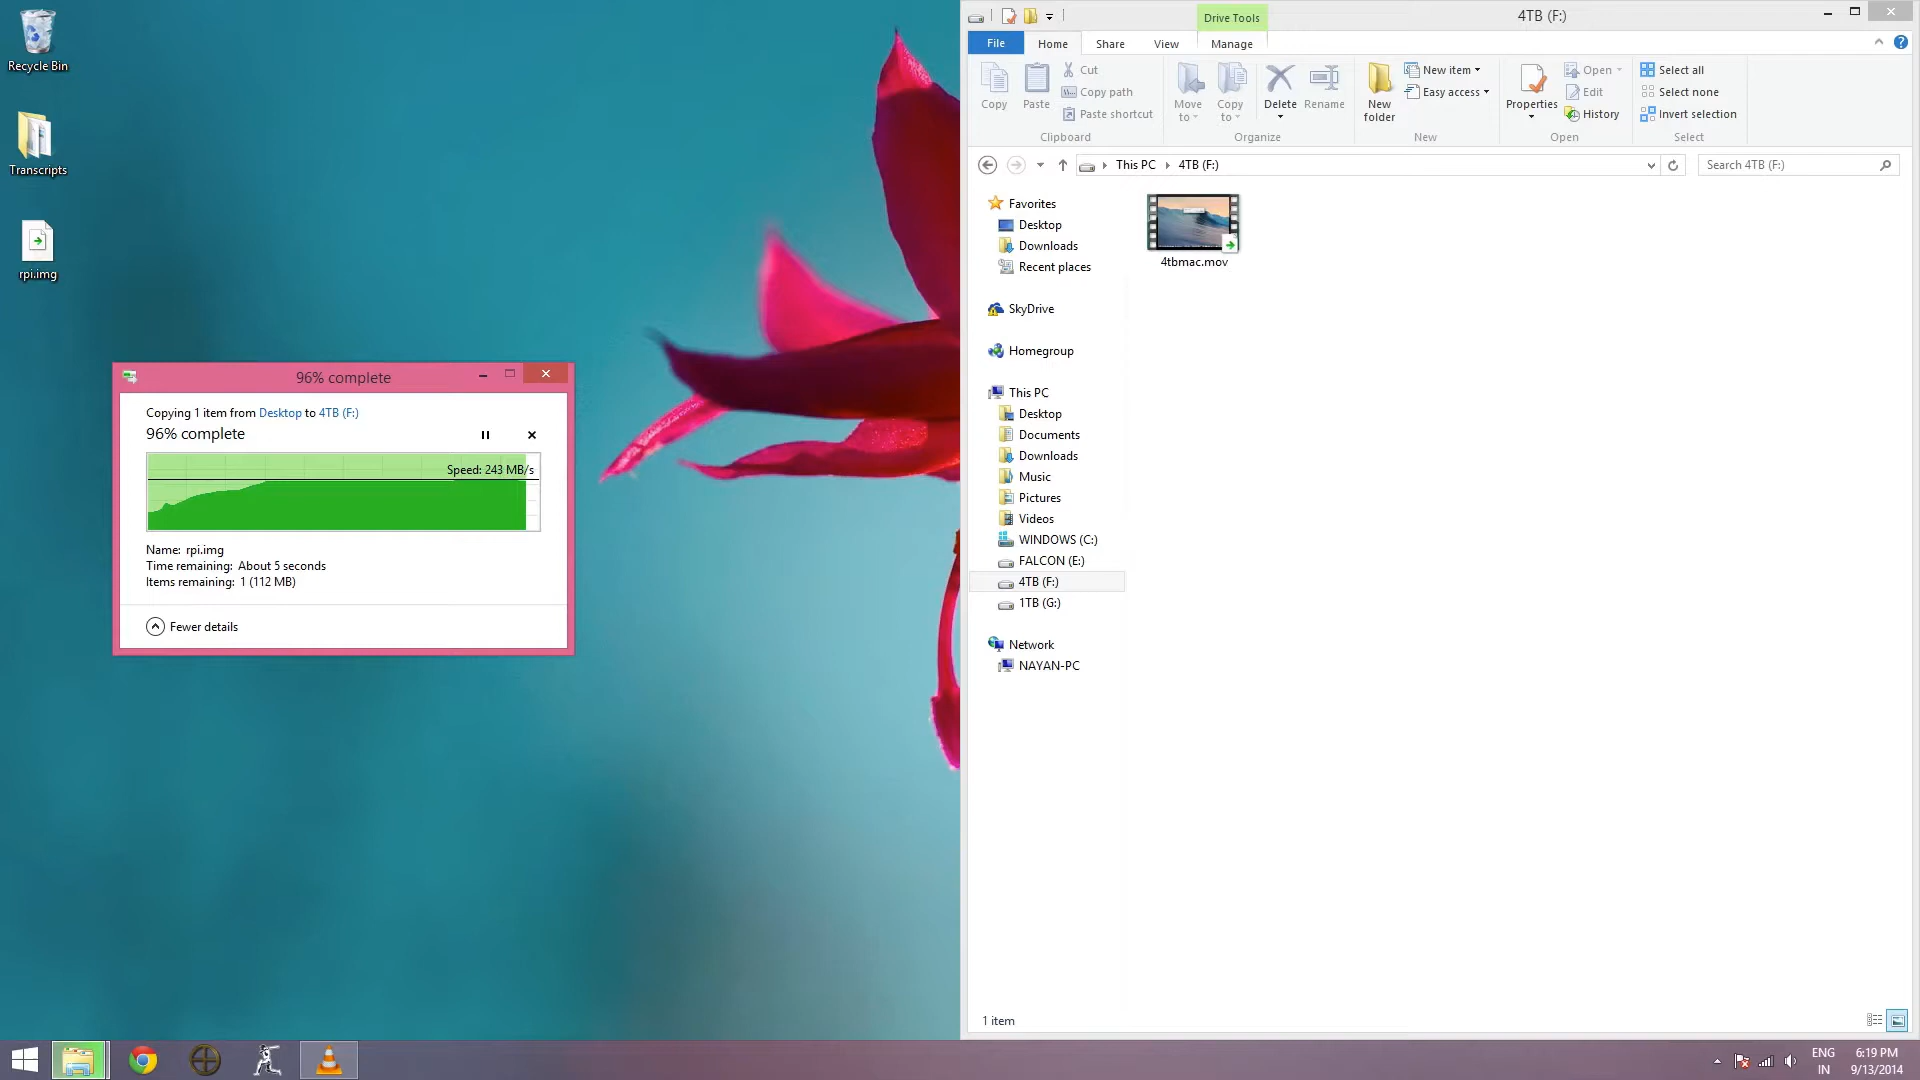 Recycle Bin
Transcripts
rpi.img
96% complete
Copying 1 item from Desktop to 4TB (F:)
96% complete
Speed: 243 MB/s
Name: rpi.img
Time remaining: About 5 seconds
Items remaining: 1 (112 MB)
Fewer details
Drive Tools
4TB (F:)
File Home Share View Manage
Copy
Paste
Cut
Copy path
Paste shortcut
Clipboard
Move to
Copy to
Delete
Rename
Organize
New folder
New item
Easy access
New
Properties
Open
Edit
History
Open
Select all
Select none
Invert selection
Select
This PC 4TB (F:)
Search 4TB (F:)
Favorites
Desktop
Downloads
Recent places
SkyDrive
Homegroup
This PC
Desktop
Documents
Downloads
Music
Pictures
Videos
WINDOWS (C:)
FALCON (E:)
4TB (F:)
1TB (G:)
Network
NAYAN-PC
4tbmac.mov
1 item
ENG
IN
6:19 PM
9/13/2014